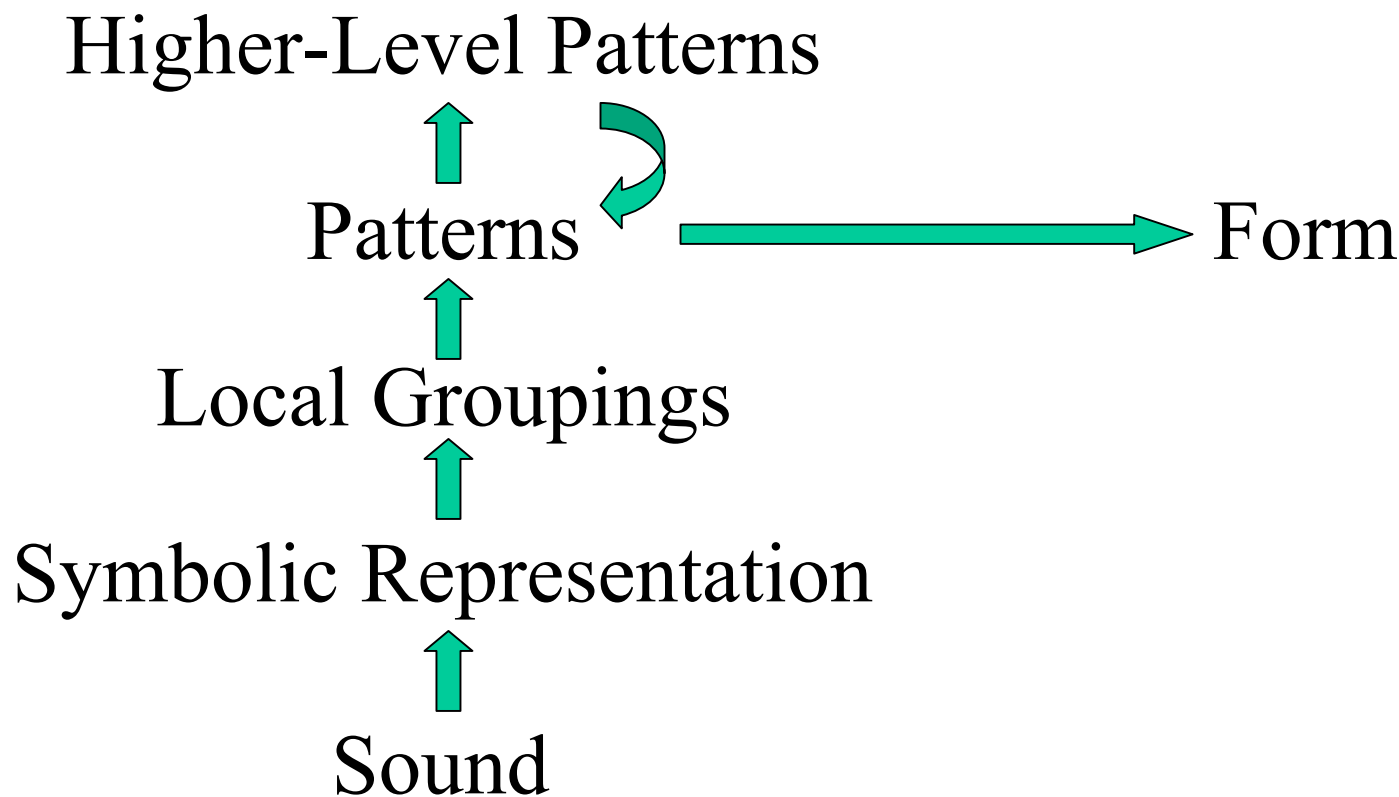 Higher-Level Patterns
Patterns
Form
Local Groupings
Symbolic Representation
Sound